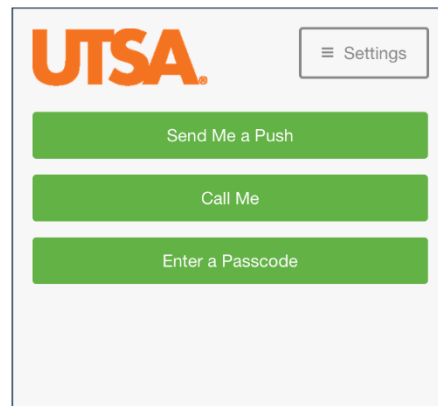 UTSA®
≡ Settings
Send Me a Push
Call Me
Enter a Passcode